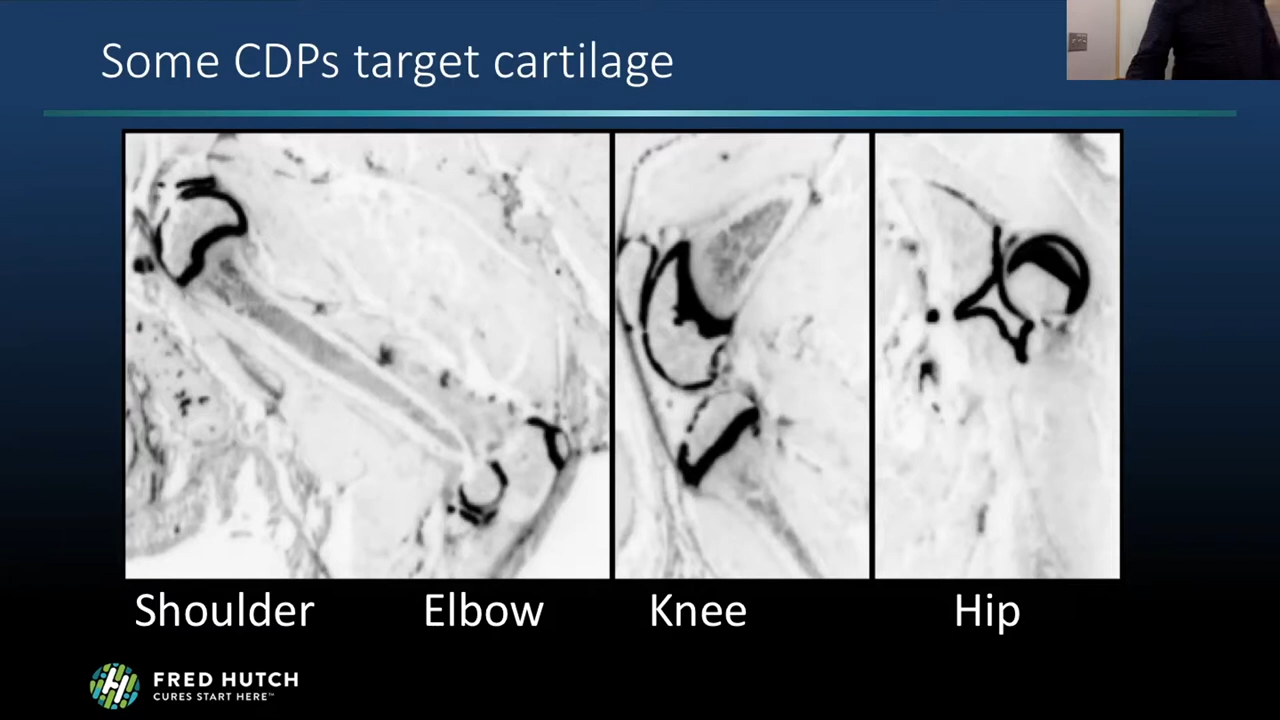 Some CDPs target cartilage
Shoulder Elbow Knee Hip
FRED HUTCH
CURES START HERE™